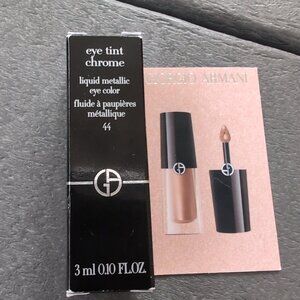 eye tint
chrome
liquid metallic
eye color
fluide à paupières
métallique
44
3 ml 0.10 FL.OZ.
GIORGIO ARMANI